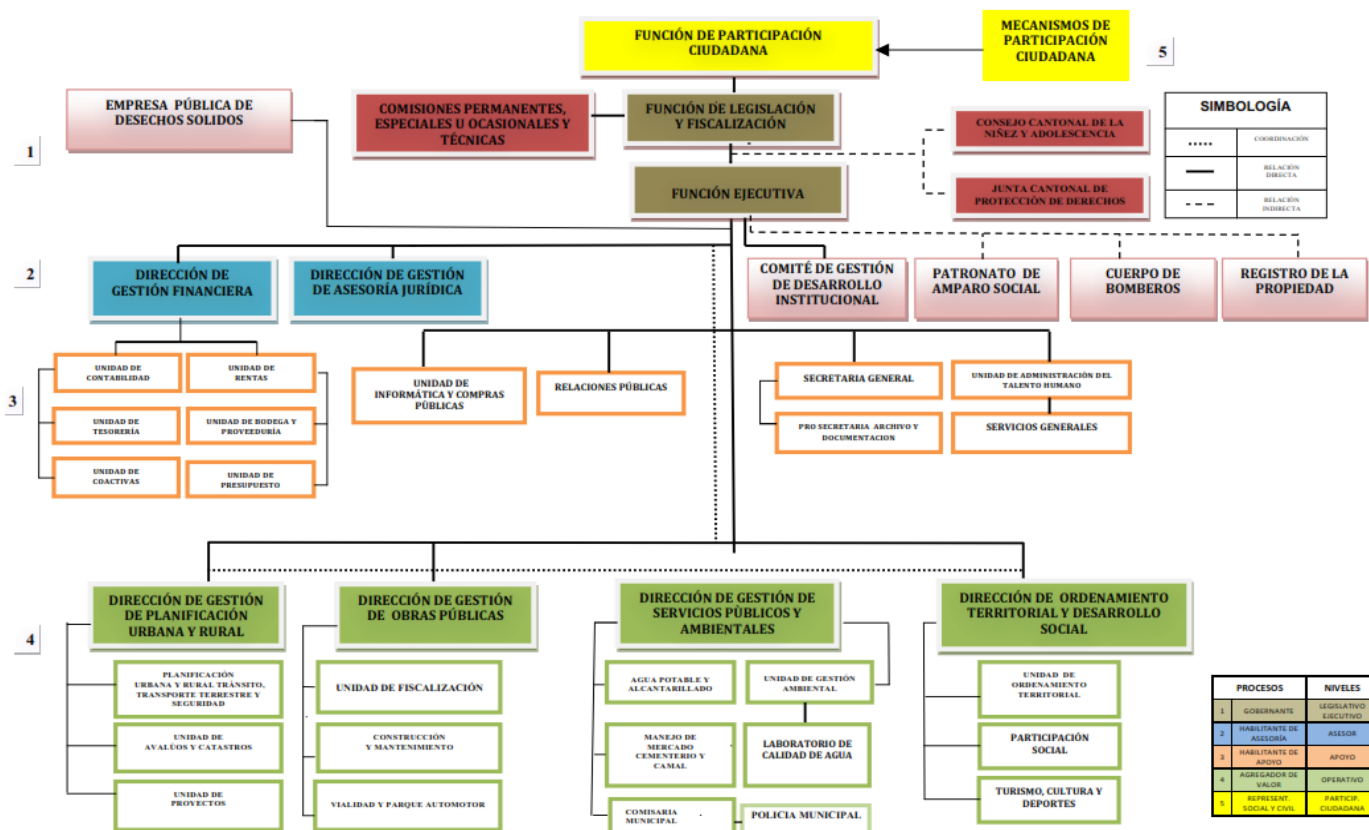 FUNCIÓN DE PARTICIPACIÓN
CIUDADANA
MECANISMOS DE
PARTICIPACIÓN
CIUDADANA
5
EMPRESA PÚBLICA DE
DESECHOS SOLIDOS
COMISIONES PERMANENTES,
ESPECIALES U OCASIONALES Y
TÉCNICAS
FUNCIÓN DE LEGISLACIÓN
Y FISCALIZACIÓN
CONSEJO CANTONAL DE LA
NIÑEZ Y ADOLESCENCIA
SIMBOLOGÍA
COORDINACIÓN
RELACIÓN
DIRECTA
RELACIÓN
INDIRECTA
1
FUNCIÓN EJECUTIVA
JUNTA CANTONAL DE
PROTECCIÒN DE DERECHOS
2
DIRECCIÓN DE
GESTIÓN FINANCIERA
DIRECCIÓN DE GESTIÓN
DE ASESORÍA JURÍDICA
COMITÉ DE GESTIÓN
DE DESARROLLO
INSTITUCIONAL
PATRONATO DE
AMPARO SOCIAL
CUERPO DE
BOMBEROS
REGISTRO DE LA
PROPIEDAD
3
UNIDAD DE
CONTABILIDAD
UNIDAD DE
RENTAS
UNIDAD DE
TESORERÍA
UNIDAD DE BODEGA Y
PROVEEDURÍA
UNIDAD DE
COACTIVAS
UNIDAD DE
PRESUPUESTO
UNIDAD DE
INFORMÁTICA Y COMPRAS
PÙBLICAS
RELACIONES PÚBLICAS
SECRETARIA GENERAL
UNIDAD DE ADMINISTRACIÓN DEL
TALENTO HUMANO
PRO SECRETARIA ARCHIVO Y
DOCUMENTACION
SERVICIOS GENERALES
4
DIRECCIÓN DE GESTIÓN
DE PLANIFICACIÓN
URBANA Y RURAL
DIRECCIÓN DE GESTIÓN
DE OBRAS PÚBLICAS
DIRECCIÓN DE GESTIÓN DE
SERVICIOS PÙBLICOS Y
AMBIENTALES
DIRECCIÓN DE ORDENAMIENTO
TERRITORIAL Y DESARROLLO
SOCIAL
PLANIFICACIÓN
URBANA Y RURAL TRÁNSITO,
TRANSPORTE TERRESTRE Y
SEGURIDAD
UNIDAD DE
AVALÚOS Y CATASTROS
UNIDAD DE
PROYECTOS
UNIDAD DE FISCALIZACIÓN
CONSTRUCCIÓN
Y MANTENIMIENTO
VIALIDAD Y PARQUE AUTOMOTOR
AGUA POTABLE Y
ALCANTARILLADO
UNIDAD DE GESTIÓN
AMBIENTAL
MANEJO DE
MERCADO
CEMENTERIO Y
CAMAL
LABORATORIO DE
CALIDAD DE AGUA
COMISARIA
MUNICIPAL
POLICIA MUNICIPAL
UNIDAD DE
ORDENAMIENTO
TERRITORIAL
PARTICIPACIÓN
SOCIAL
TURISMO, CULTURA Y
DEPORTES
PROCESOS NIVELES
1 GOBERNANTE LEGISLATIVO EJECUTIVO
2 HABILITANTE DE ASESORÍA ASESOR
3 HABILITANTE DE APOYO APOYO
4 AGREGADOR DE VALOR OPERATIVO
5 REPRESENT. SOCIAL Y CIVIL PARTICIP. CIUDADANA